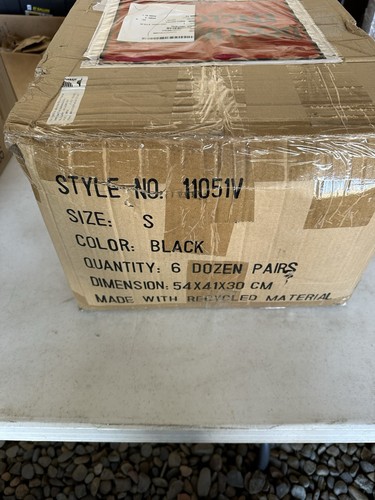 STYLE NO: 11051V
SIZE: S
COLOR: BLACK
QUANTITY: 6 DOZEN PAIRS
DIMENSION: 54X41X30 CM
MADE WITH RECYCLED MATERIAL